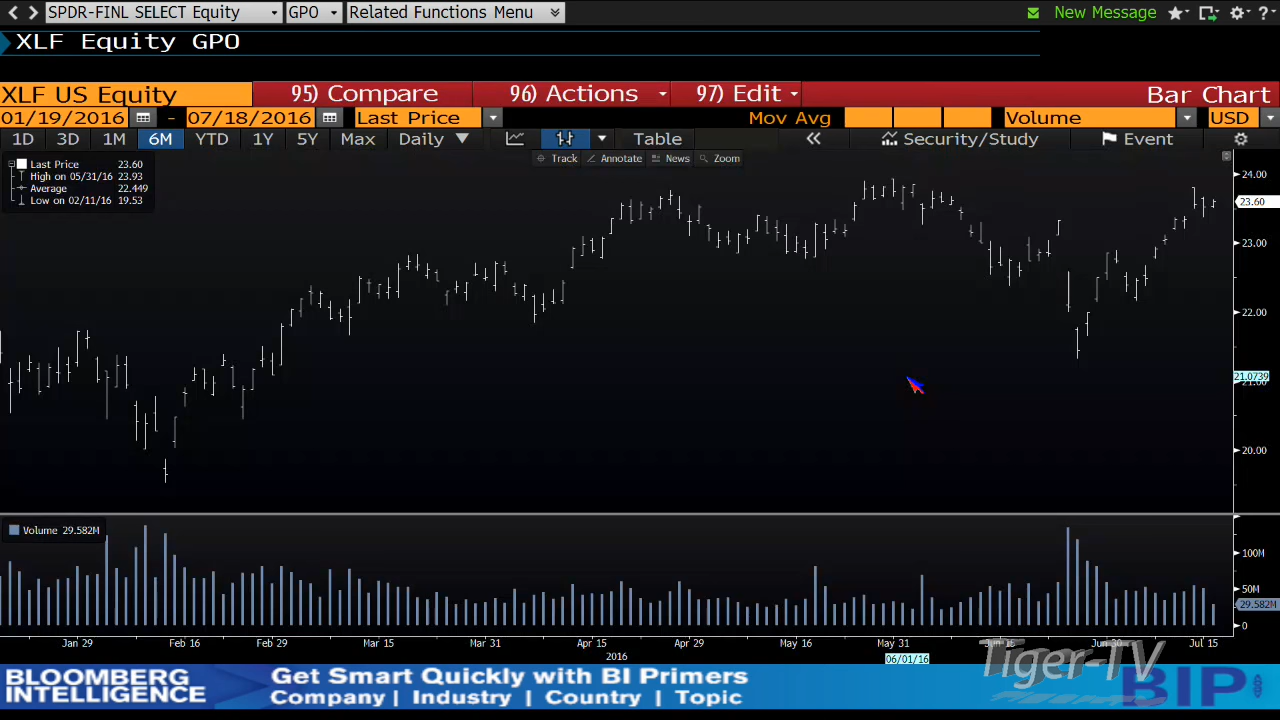 SPDR-FINL SELECT Equity GPO Related Functions Menu New Message ?
XLF Equity GPO
XLF US Equity 95) Compare 96) Actions 97) Edit Bar Chart
01/19/2016 - 07/18/2016 Last Price Mov Avg Volume USD
1D 3D 1M 6M YTD 1Y 5Y Max Daily Table Security/Study Event
Track Annotate News Zoom
Last Price 23.60
High on 05/31/16 23.93
Average 22.449
Low on 02/11/16 19.53
24.00
23.60
23.00
22.00
21.0739
21.00
20.00
Volume 29.582M
100M
50M
29.582M
0
Jan 29 Feb 16 Feb 29 Mar 15 Mar 31 Apr 15 Apr 29 May 16 May 31 Jun 15 Jun 30 Jul 15
2016 06/01/16
Tiger-TV
BLOOMBERG INTELLIGENCE
Get Smart Quickly with BI Primers
Company | Industry | Country | Topic
BIP